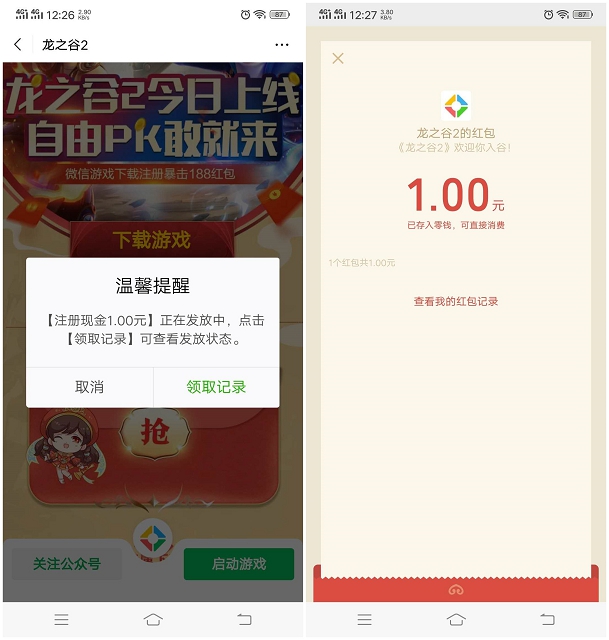 4G 4G 12:26 2.90 KB/s 87
龙之谷2
龙之谷2今日上线
自由PK敢就来
微信游戏下载注册暴击188红包
下载游戏
温馨提醒
【注册现金1.00元】正在发放中，点击
【领取记录】可查看发放状态。
取消
领取记录
抢
关注公众号
启动游戏
4G 4G 12:27 3.80 KB/s 87
龙之谷2的红包
《龙之谷2》欢迎你入谷！
1.00元
已存入零钱，可直接消费
1个红包共1.00元
查看我的红包记录